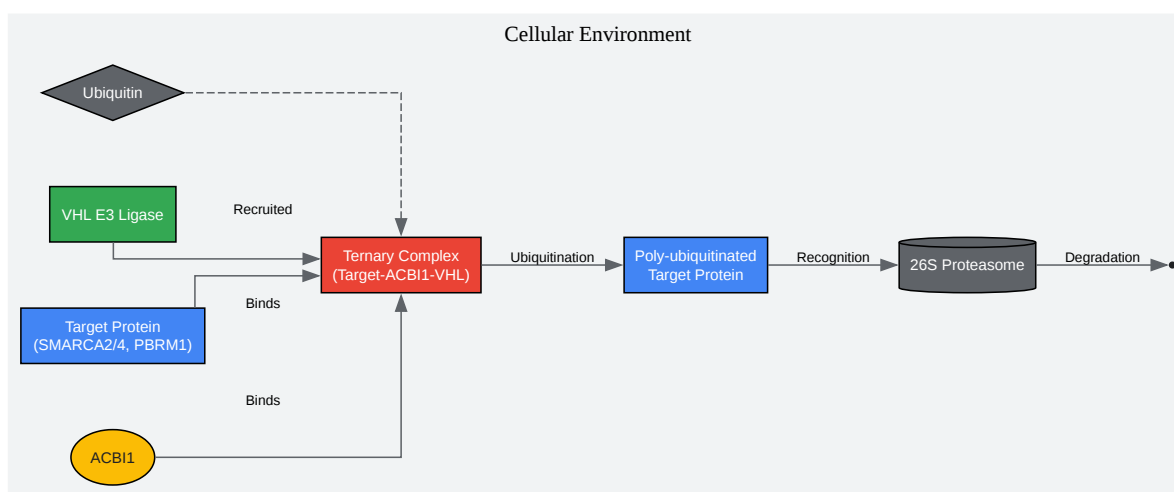 Cellular Environment
Ubiquitin
VHL E3 Ligase
Recruited
Ternary Complex
(Target-ACBI1-VHL)
Ubiquitination
Poly-ubiquitinated
Target Protein
Recognition
26S Proteasome
Degradation
Binds
Target Protein
(SMARCA2/4, PBRM1)
Binds
ACBI1